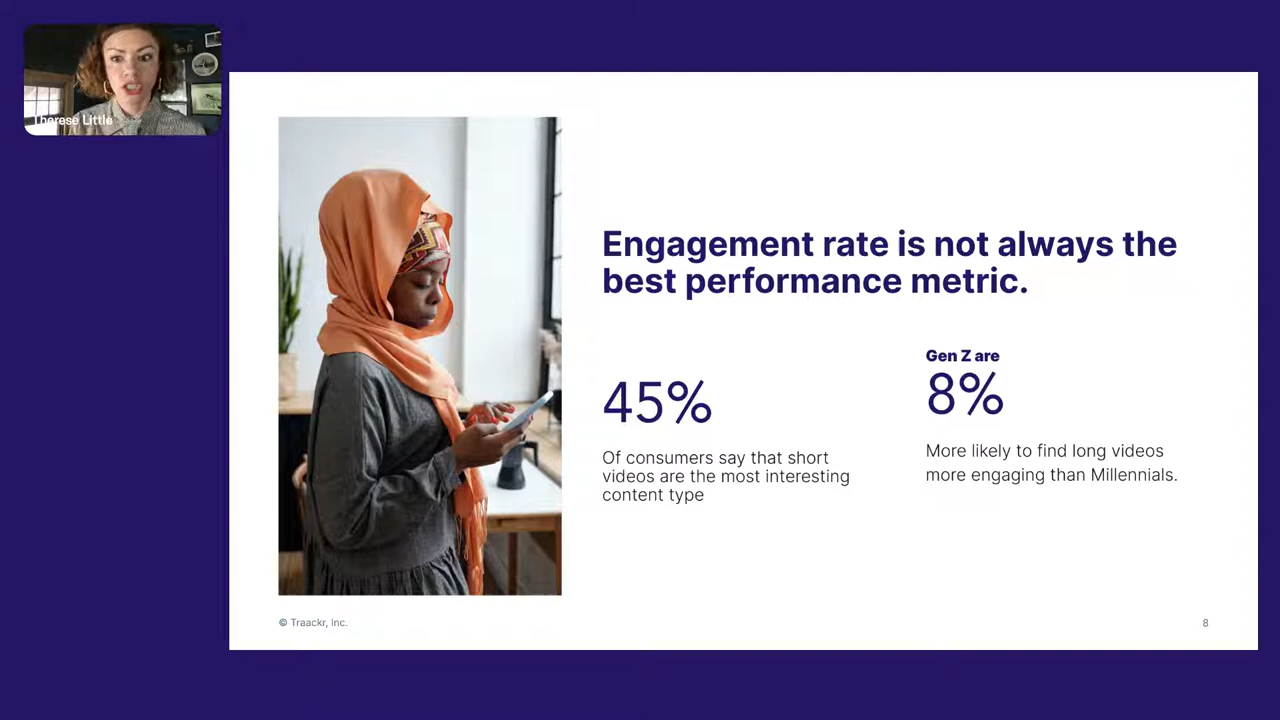 Therese Little
Engagement rate is not always the
best performance metric.
45%
Of consumers say that short
videos are the most interesting
content type
Gen Z are
8%
More likely to find long videos
more engaging than Millennials.
© Traackr, Inc.
8